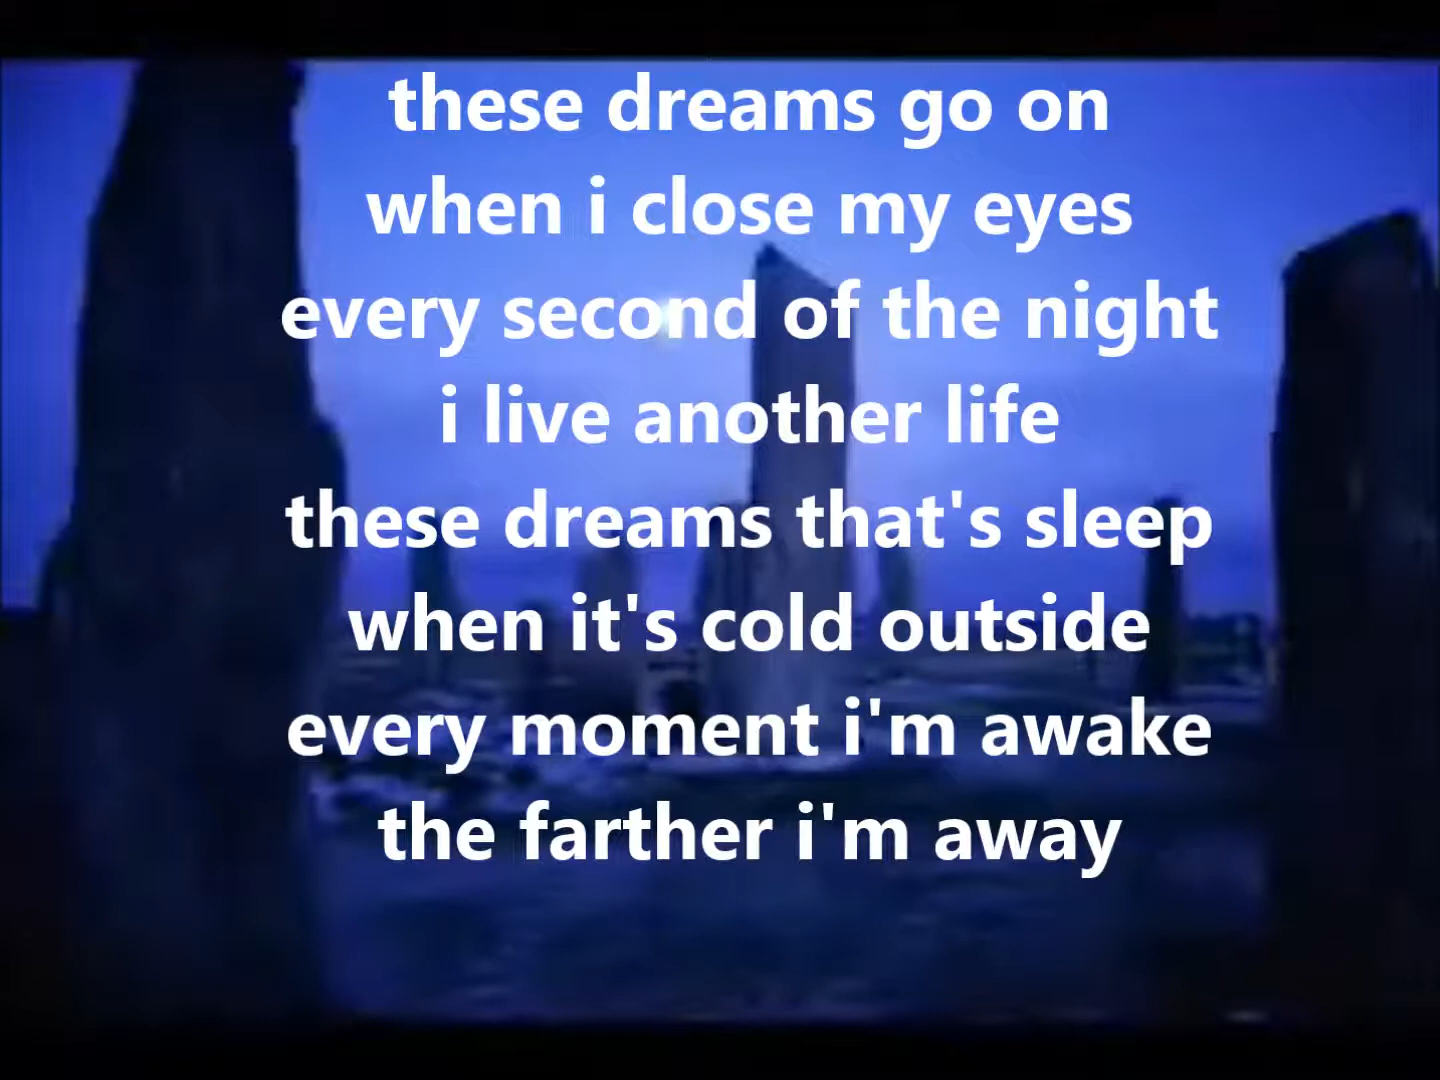 these dreams go on
when i close my eyes
every second of the night
i live another life
these dreams that's sleep
when it's cold outside
every moment i'm awake
the farther i'm away